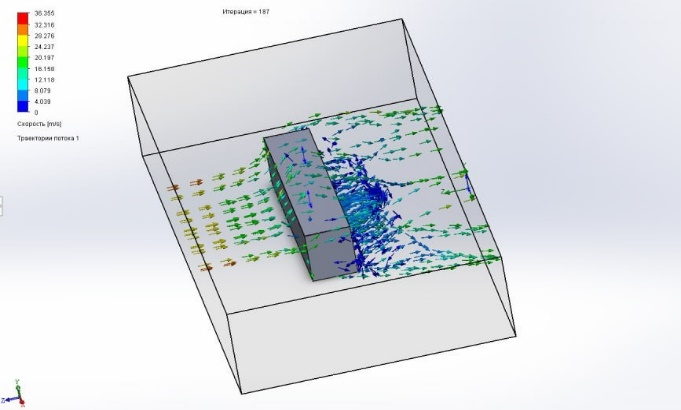 Итерация = 187
36.355
32.316
28.276
24.237
20.197
16.158
12.118
8.079
4.039
0
Скорость [m/s]
Траектории потока 1
Y
Z
X